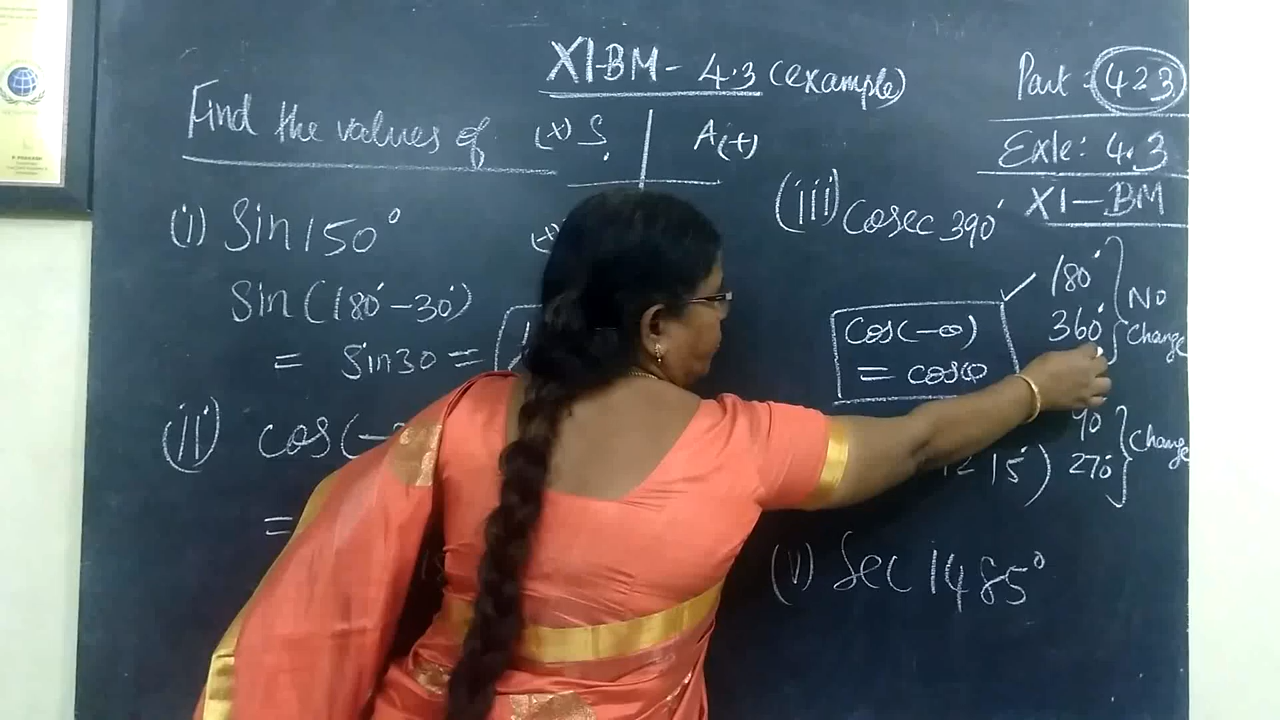 XI-BM - 4.3 (example)
Part : 423
Exle: 4.3
XI-BM
Find the values of
(+) S
A(+)
(i) Sin 150°
Sin (180° - 30°)
= Sin 30 =
(ii) cos(-
=
(iii) Cosec 390°
180°
360°
No
Change
cos(-θ)
= cosθ
90
270
Change
1215°)
(v) Sec 1485°